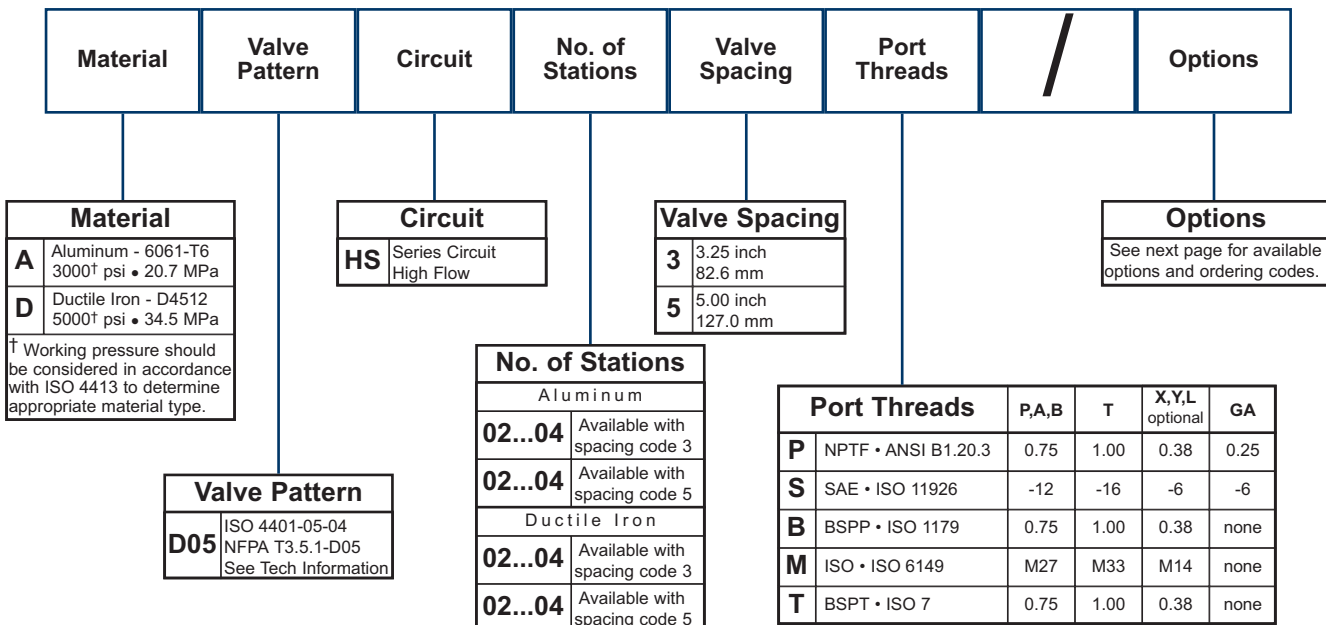 Material
Valve
Pattern
Circuit
No. of
Stations
Valve
Spacing
Port
Threads
/
Options
Material
A
Aluminum - 6061-T6
3000† psi • 20.7 MPa
D
Ductile Iron - D4512
5000† psi • 34.5 MPa
† Working pressure should
be considered in accordance
with ISO 4413 to determine
appropriate material type.
Valve Pattern
D05
ISO 4401-05-04
NFPA T3.5.1-D05
See Tech Information
Circuit
HS
Series Circuit
High Flow
No. of Stations
Aluminum
02...04
Available with
spacing code 3
02...04
Available with
spacing code 5
Ductile Iron
02...04
Available with
spacing code 3
02...04
Available with
spacing code 5
Valve Spacing
3
3.25 inch
82.6 mm
5
5.00 inch
127.0 mm
Port Threads P,A,B T X,Y,L optional GA
P NPTF • ANSI B1.20.3 0.75 1.00 0.38 0.25
S SAE • ISO 11926 -12 -16 -6 -6
B BSPP • ISO 1179 0.75 1.00 0.38 none
M ISO • ISO 6149 M27 M33 M14 none
T BSPT • ISO 7 0.75 1.00 0.38 none
Options
See next page for available
options and ordering codes.